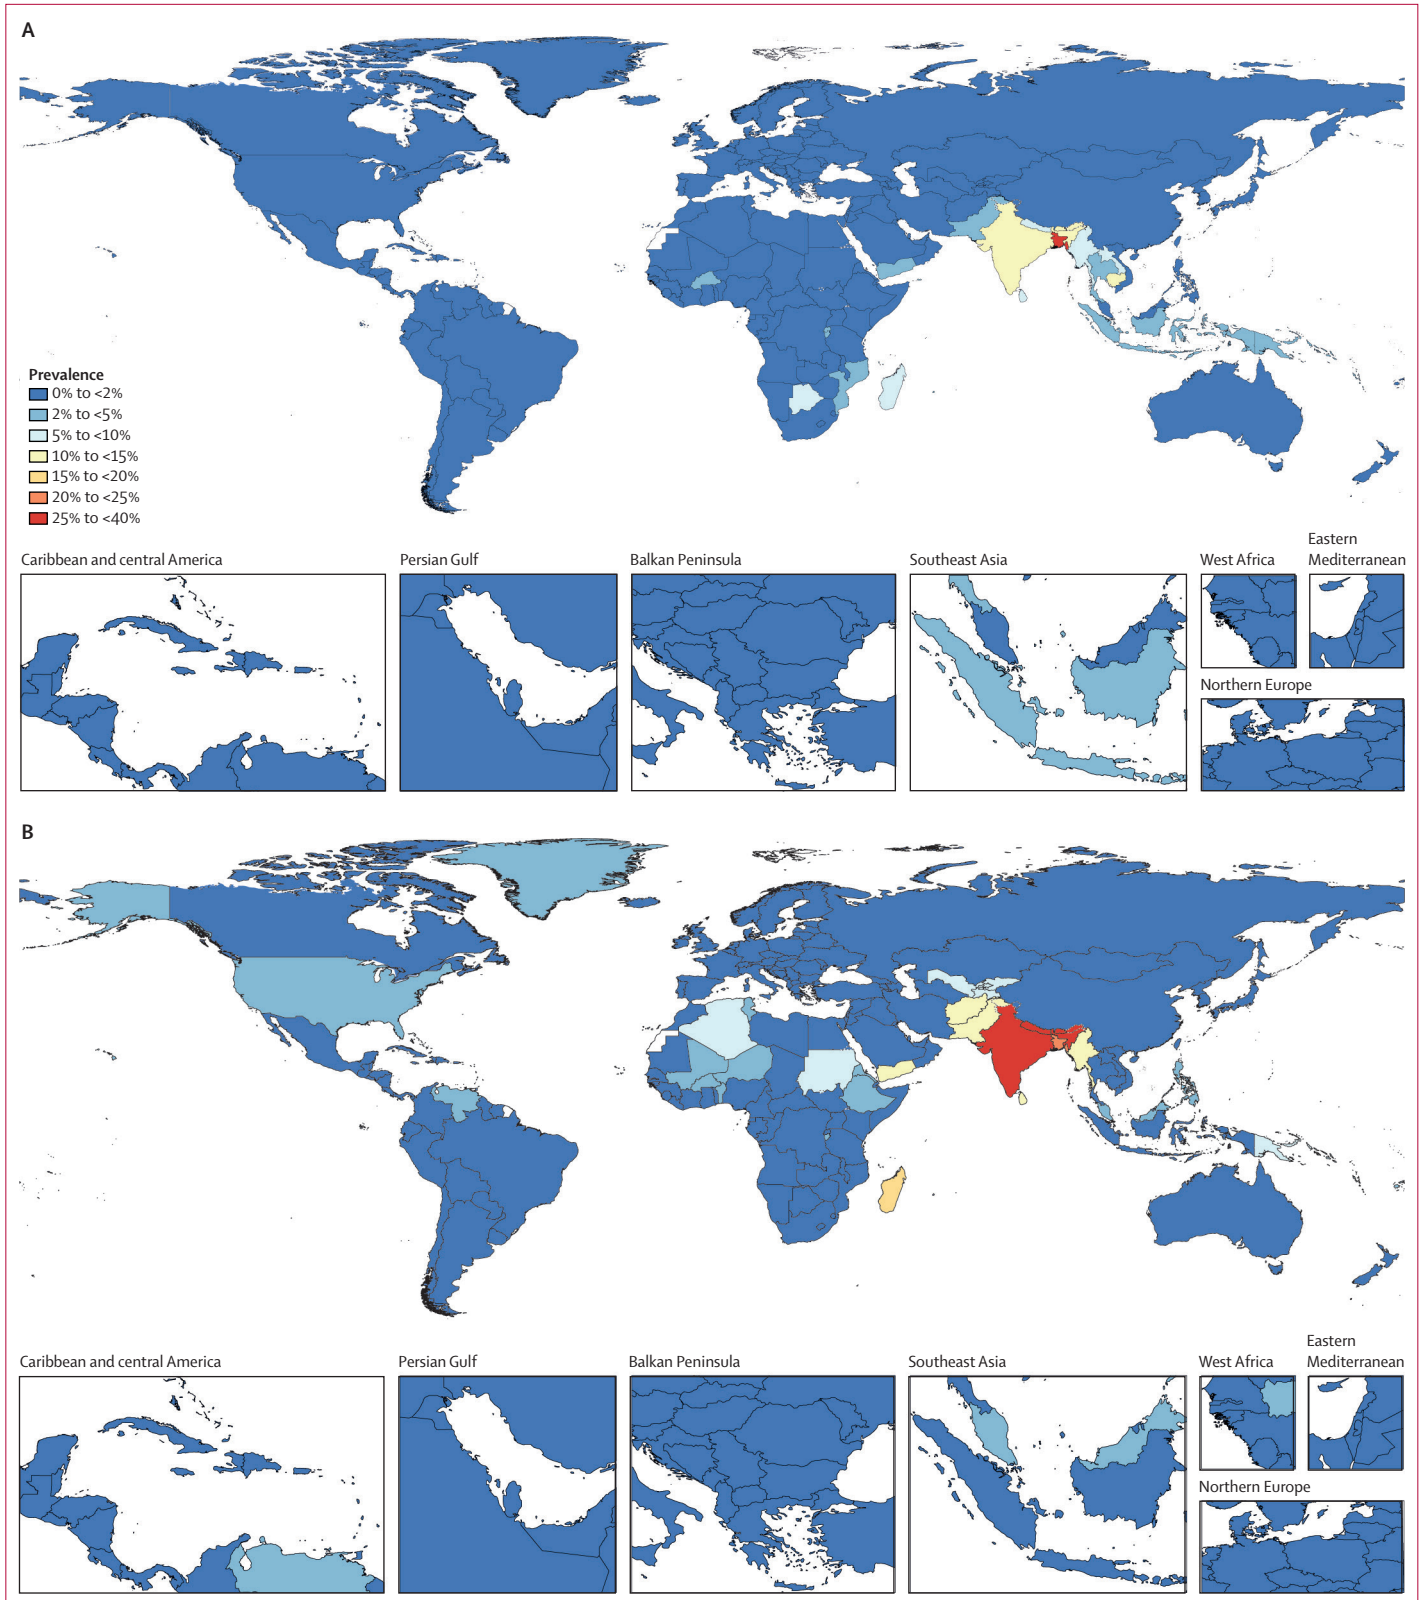 A
Prevalence
0% to <2%
2% to <5%
5% to <10%
10% to <15%
15% to <20%
20% to <25%
25% to <40%
Caribbean and central America
Persian Gulf
Balkan Peninsula
Southeast Asia
West Africa
Eastern
Mediterranean
Northern Europe
B
Caribbean and central America
Persian Gulf
Balkan Peninsula
Southeast Asia
West Africa
Eastern
Mediterranean
Northern Europe